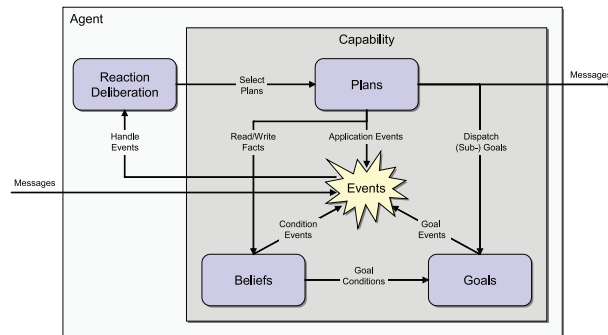 Agent
Capability
Reaction
Deliberation
Select
Plans
Plans
Messages
Handle
Events
Read/Write
Facts
Application Events
Dispatch
(Sub-) Goals
Messages
Events
Condition
Events
Goal
Events
Beliefs
Goal
Conditions
Goals